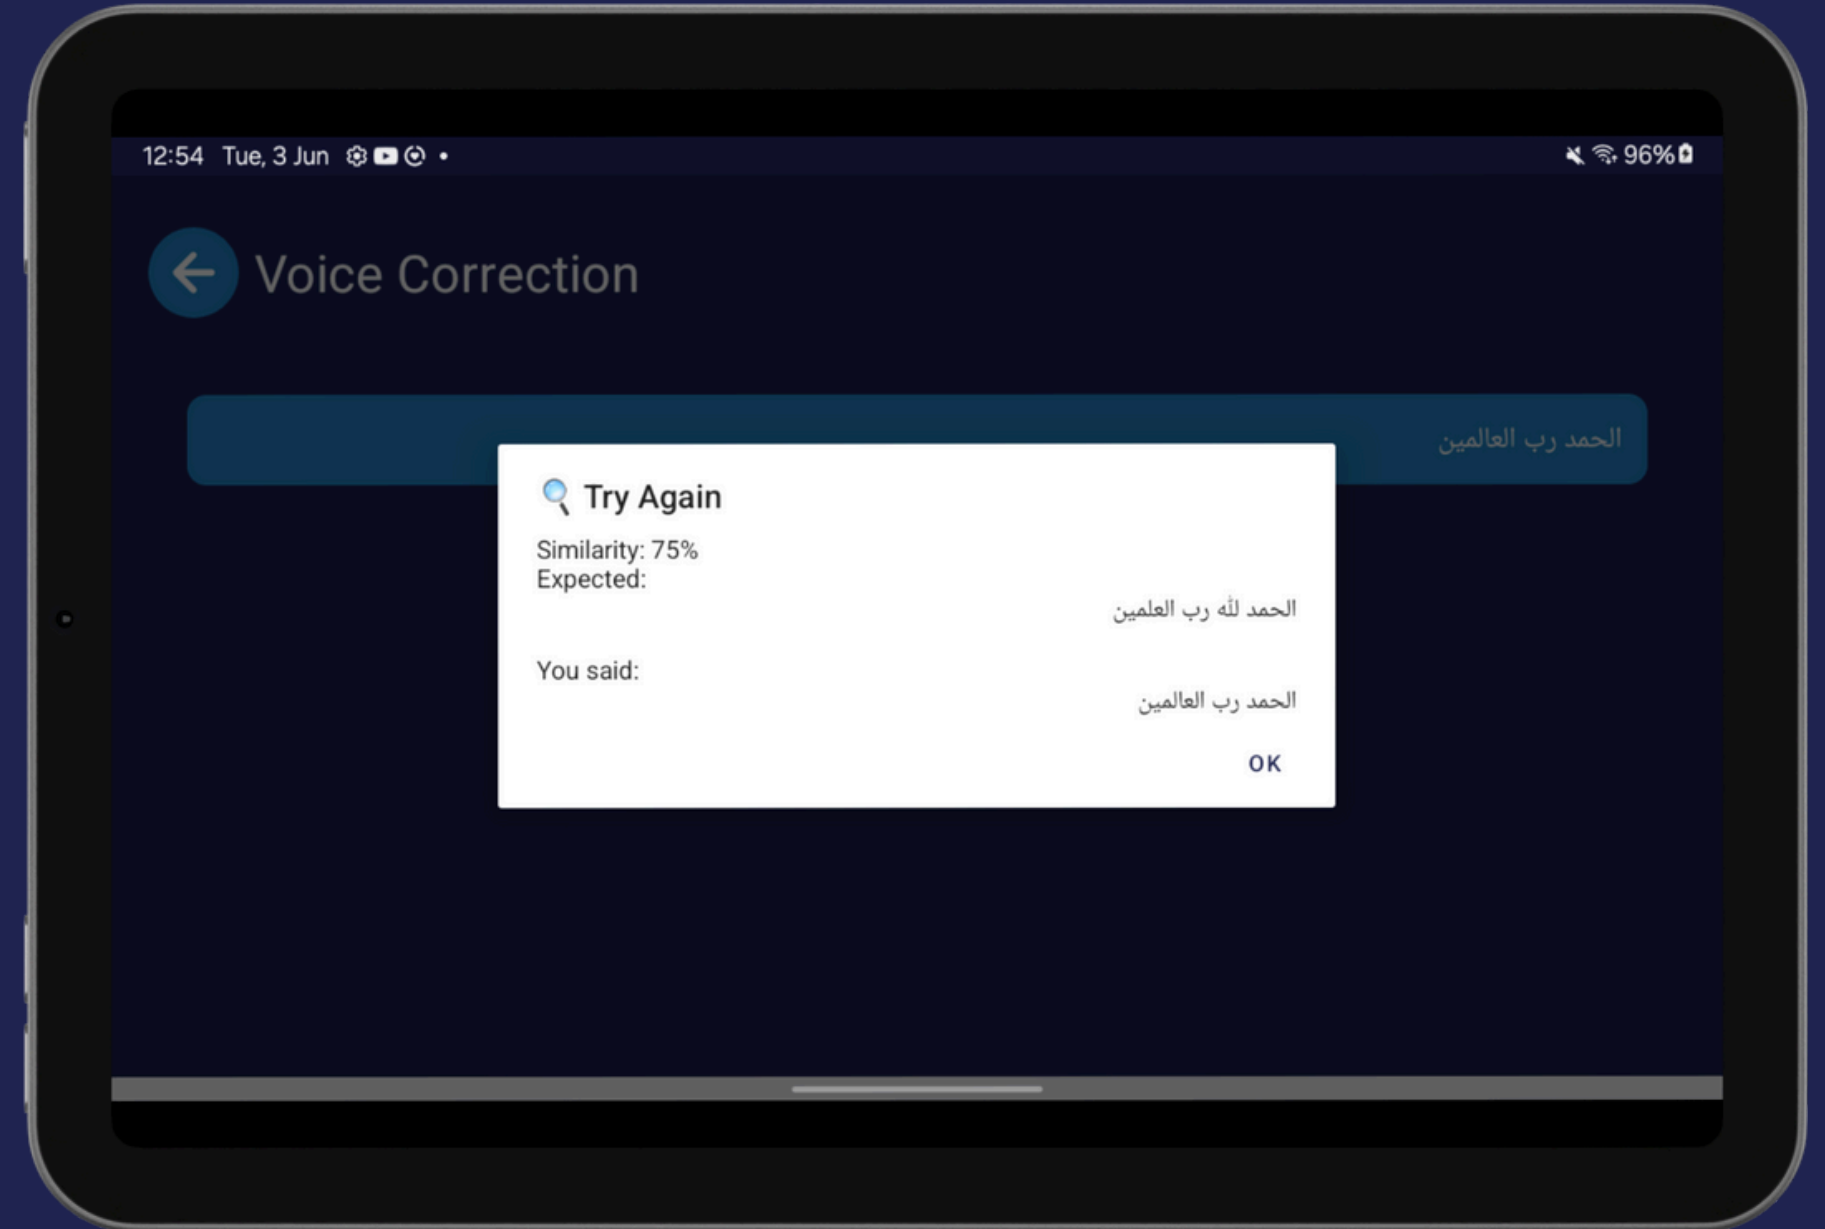 12:54 Tue, 3 Jun 96%
Voice Correction
الحمد رب العالمين
Try Again
Similarity: 75%
Expected:
الحمد لله رب العلمين
You said:
الحمد رب العالمين
OK